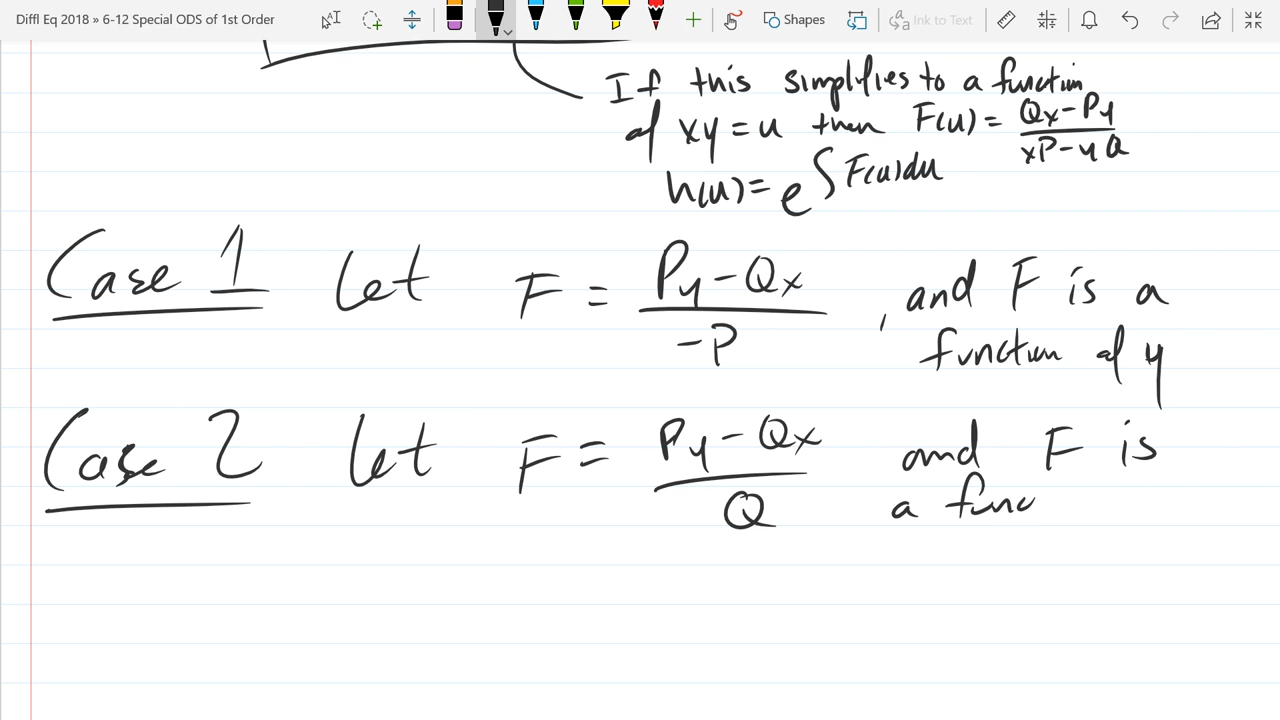 Diffl Eq 2018 » 6-12 Special ODS of 1st Order
Shapes
Ink to Text
If this simplifies to a function
of xy = u then F(u) = (Qx - Py)/(xP - yQ)
h(u) = e^∫F(u)du
Case 1 Let F = (Py - Qx)/(-P) , and F is a
function of y
Case 2 Let F = (Py - Qx)/Q and F is
a func